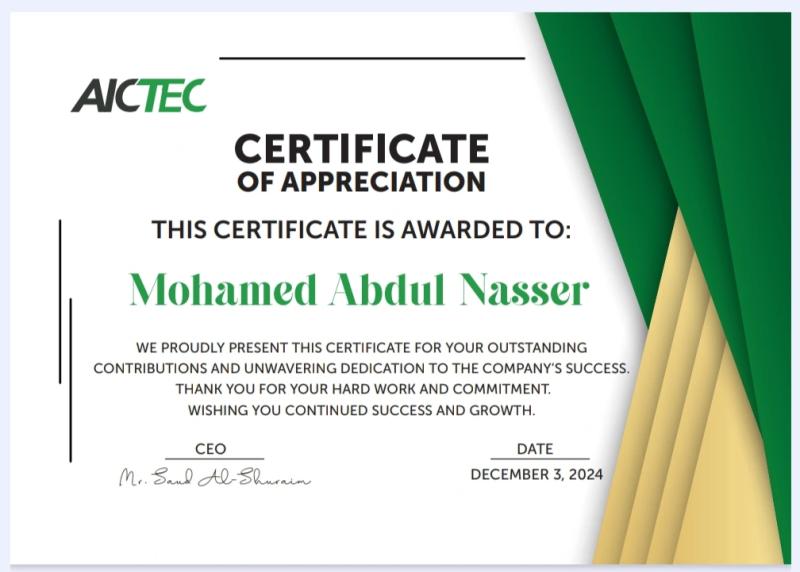 AICTEC
CERTIFICATE
OF APPRECIATION
THIS CERTIFICATE IS AWARDED TO:
Mohamed Abdul Nasser
WE PROUDLY PRESENT THIS CERTIFICATE FOR YOUR OUTSTANDING
CONTRIBUTIONS AND UNWAVERING DEDICATION TO THE COMPANY'S SUCCESS.
THANK YOU FOR YOUR HARD WORK AND COMMITMENT.
WISHING YOU CONTINUED SUCCESS AND GROWTH.
CEO
Mr. Saud Al-Shuraim
DATE
DECEMBER 3, 2024